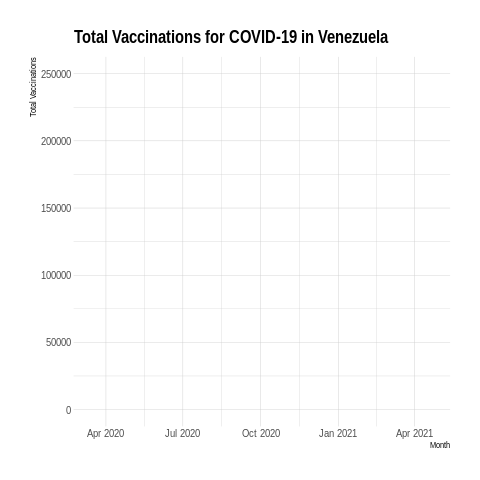 Total Vaccinations for COVID-19 in Venezuela
Total Vaccinations
250000
200000
150000
100000
50000
0
Apr 2020 Jul 2020 Oct 2020 Jan 2021 Apr 2021
Month